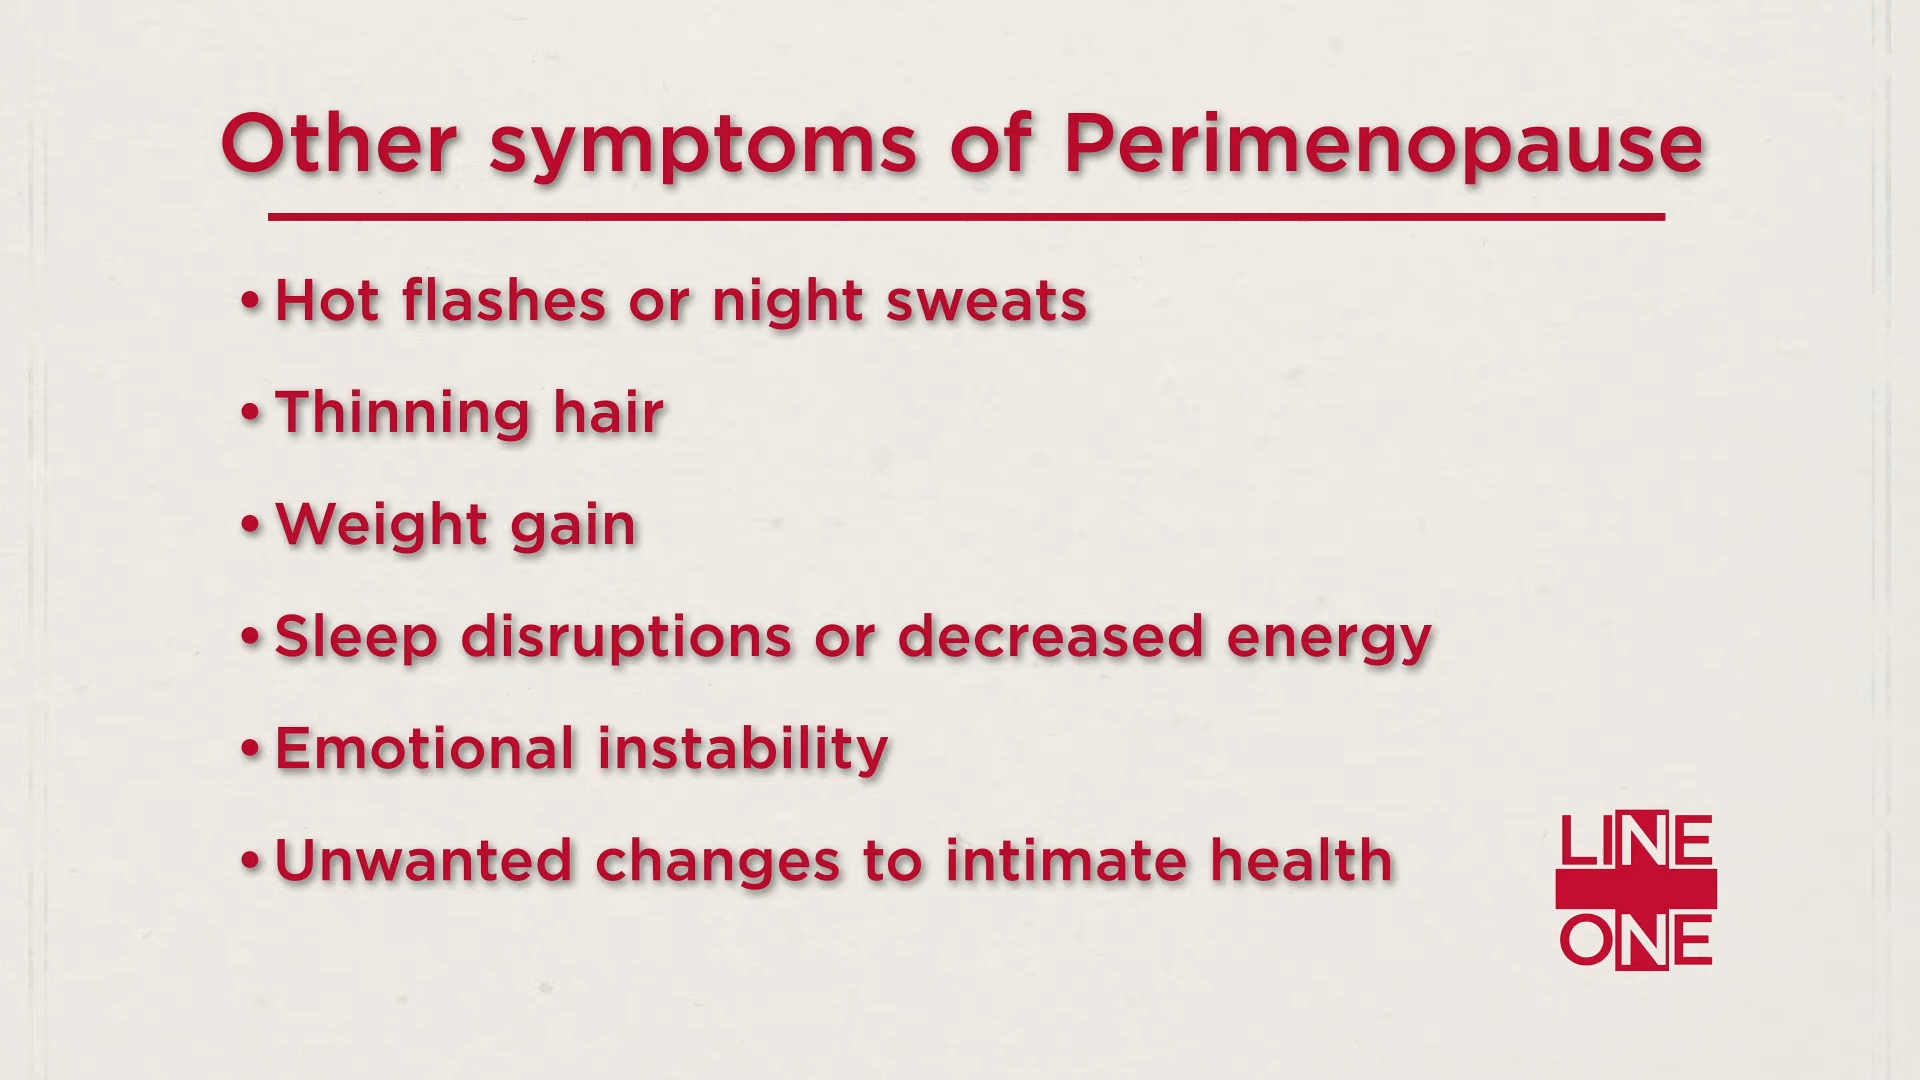 Other symptoms of Perimenopause
• Hot flashes or night sweats
• Thinning hair
• Weight gain
• Sleep disruptions or decreased energy
• Emotional instability
• Unwanted changes to intimate health
LINE
ONE